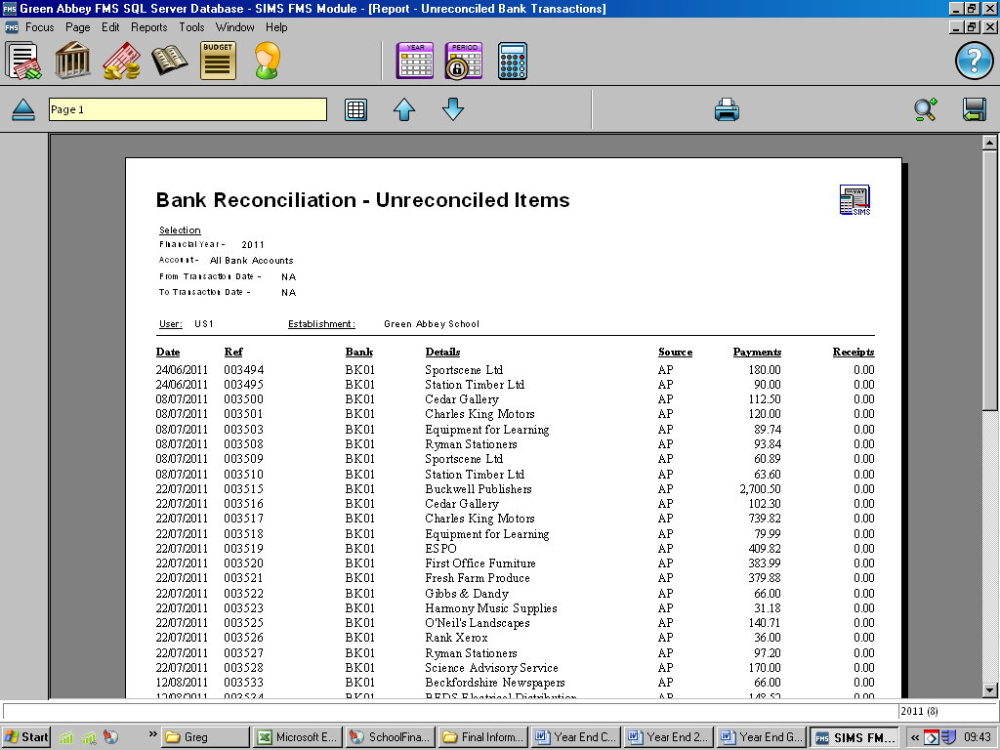 Green Abbey FMS SQL Server Database - SIMS FMS Module - [Report - Unreconciled Bank Transactions]
Focus Page Edit Reports Tools Window Help
BUDGET YEAR PERIOD
Page 1
Bank Reconciliation - Unreconciled Items
SIMS
Selection
Financial Year - 2011
Account - All Bank Accounts
From Transaction Date - NA
To Transaction Date - NA
User: US1 Establishment: Green Abbey School
Date Ref Bank Details Source Payments Receipts
24/06/2011 003494 BK01 Sportscene Ltd AP 180.00 0.00
24/06/2011 003495 BK01 Station Timber Ltd AP 90.00 0.00
08/07/2011 003500 BK01 Cedar Gallery AP 112.50 0.00
08/07/2011 003501 BK01 Charles King Motors AP 120.00 0.00
08/07/2011 003503 BK01 Equipment for Learning AP 89.74 0.00
08/07/2011 003508 BK01 Ryman Stationers AP 93.84 0.00
08/07/2011 003509 BK01 Sportscene Ltd AP 60.89 0.00
08/07/2011 003510 BK01 Station Timber Ltd AP 63.60 0.00
22/07/2011 003515 BK01 Buckwell Publishers AP 2,700.50 0.00
22/07/2011 003516 BK01 Cedar Gallery AP 102.30 0.00
22/07/2011 003517 BK01 Charles King Motors AP 739.82 0.00
22/07/2011 003518 BK01 Equipment for Learning AP 79.99 0.00
22/07/2011 003519 BK01 ESPO AP 409.82 0.00
22/07/2011 003520 BK01 First Office Furniture AP 383.99 0.00
22/07/2011 003521 BK01 Fresh Farm Produce AP 379.88 0.00
22/07/2011 003522 BK01 Gibbs & Dandy AP 66.00 0.00
22/07/2011 003523 BK01 Harmony Music Supplies AP 31.18 0.00
22/07/2011 003525 BK01 O'Neil's Landscapes AP 140.71 0.00
22/07/2011 003526 BK01 Rank Xerox AP 36.00 0.00
22/07/2011 003527 BK01 Ryman Stationers AP 97.20 0.00
22/07/2011 003528 BK01 Science Advisory Service AP 170.00 0.00
12/08/2011 003533 BK01 Beckfordshire Newspapers AP 66.00 0.00
12/08/2011 003534 BK01 BEDS Electrical Distribution AP 148.52 0.00
2011 (8)
Start Greg Microsoft E... SchoolFina... Final Inform... Year End C... Year End 2... Year End G... SIMS FM... 09:43